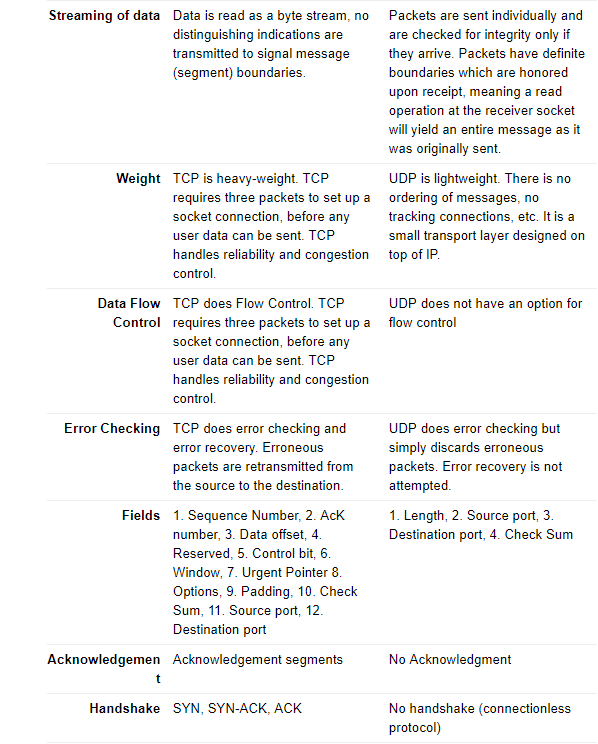 Streaming of data
Data is read as a byte stream, no
distinguishing indications are
transmitted to signal message
(segment) boundaries.
Packets are sent individually and
are checked for integrity only if
they arrive. Packets have definite
boundaries which are honored
upon receipt, meaning a read
operation at the receiver socket
will yield an entire message as it
was originally sent.
Weight
TCP is heavy-weight. TCP
requires three packets to set up a
socket connection, before any
user data can be sent. TCP
handles reliability and congestion
control.
UDP is lightweight. There is no
ordering of messages, no
tracking connections, etc. It is a
small transport layer designed on
top of IP.
Data Flow
Control
TCP does Flow Control. TCP
requires three packets to set up a
socket connection, before any
user data can be sent. TCP
handles reliability and congestion
control.
UDP does not have an option for
flow control
Error Checking
TCP does error checking and
error recovery. Erroneous
packets are retransmitted from
the source to the destination.
UDP does error checking but
simply discards erroneous
packets. Error recovery is not
attempted.
Fields
1. Sequence Number, 2. AcK
number, 3. Data offset, 4.
Reserved, 5. Control bit, 6.
Window, 7. Urgent Pointer 8.
Options, 9. Padding, 10. Check
Sum, 11. Source port, 12.
Destination port
1. Length, 2. Source port, 3.
Destination port, 4. Check Sum
Acknowledgemen
t
Acknowledgement segments
No Acknowledgment
Handshake
SYN, SYN-ACK, ACK
No handshake (connectionless
protocol)